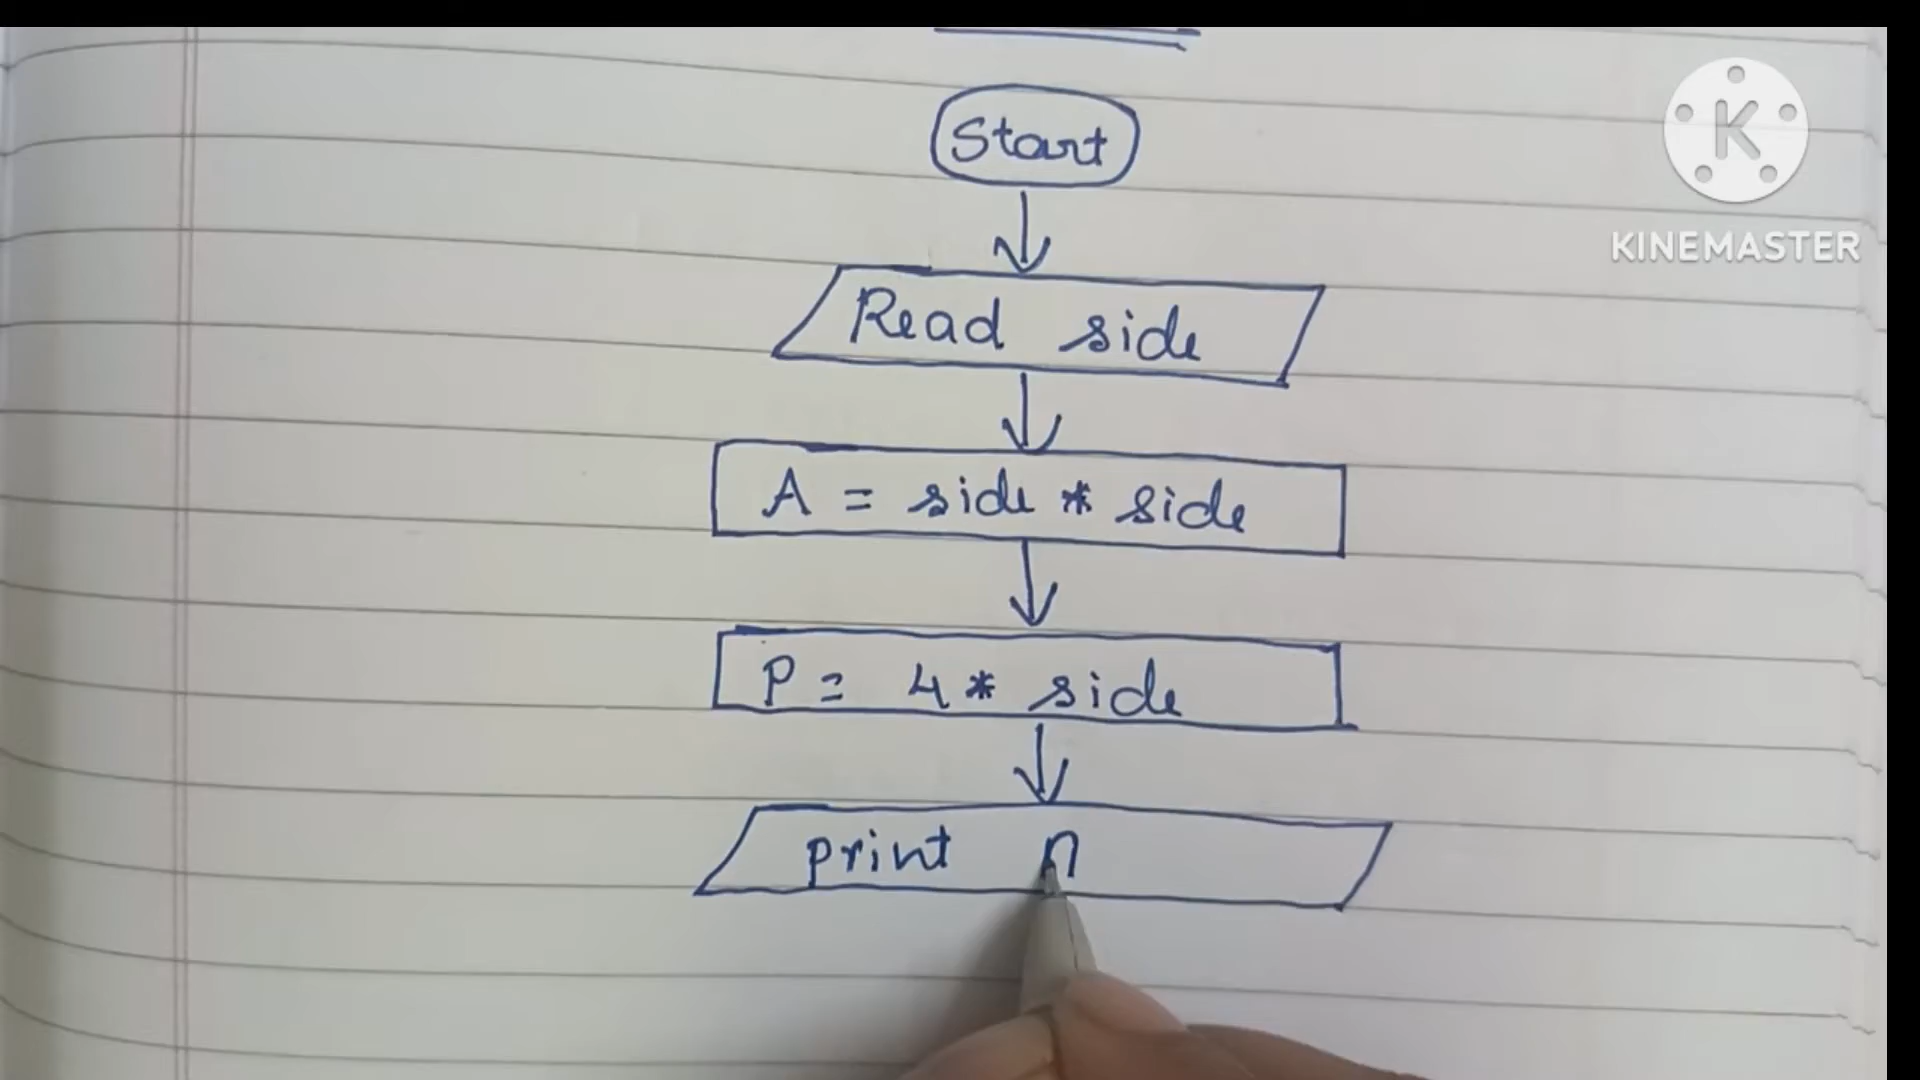 Start
Read side
A = side * side
P = 4 * side
print
K
KINEMASTER